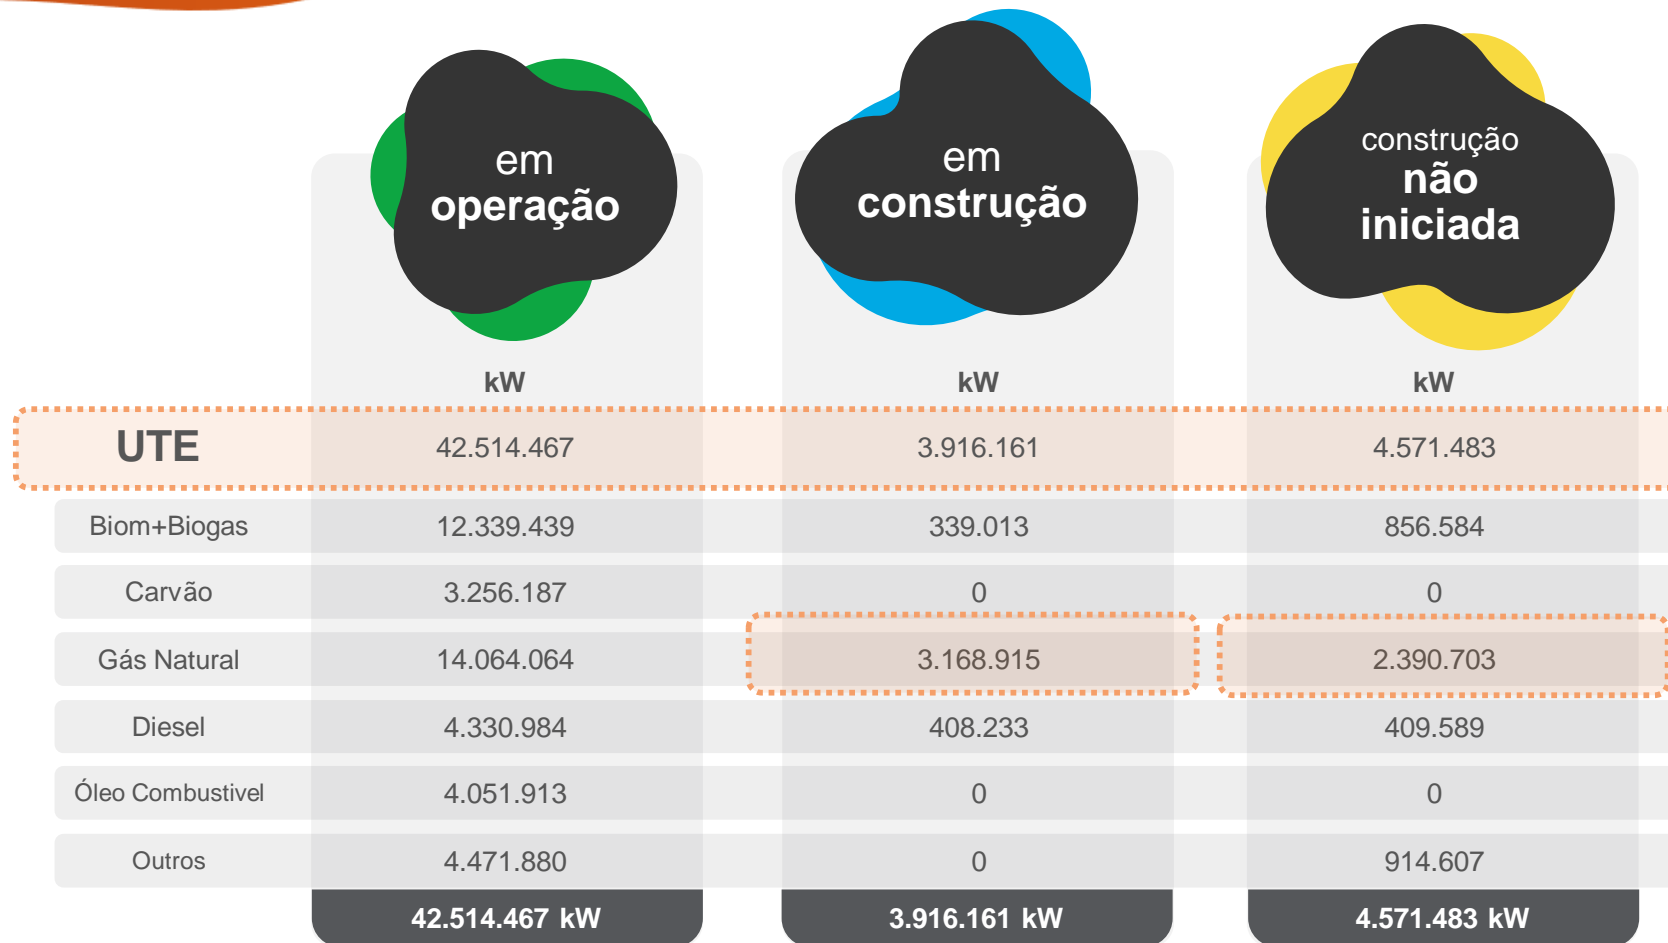 em
operação
em
construção
construção
não
iniciada
kW kW kW
UTE 42.514.467 3.916.161 4.571.483
Biom+Biogas 12.339.439 339.013 856.584
Carvão 3.256.187 0 0
Gás Natural 14.064.064 3.168.915 2.390.703
Diesel 4.330.984 408.233 409.589
Óleo Combustivel 4.051.913 0 0
Outros 4.471.880 0 914.607
42.514.467 kW 3.916.161 kW 4.571.483 kW